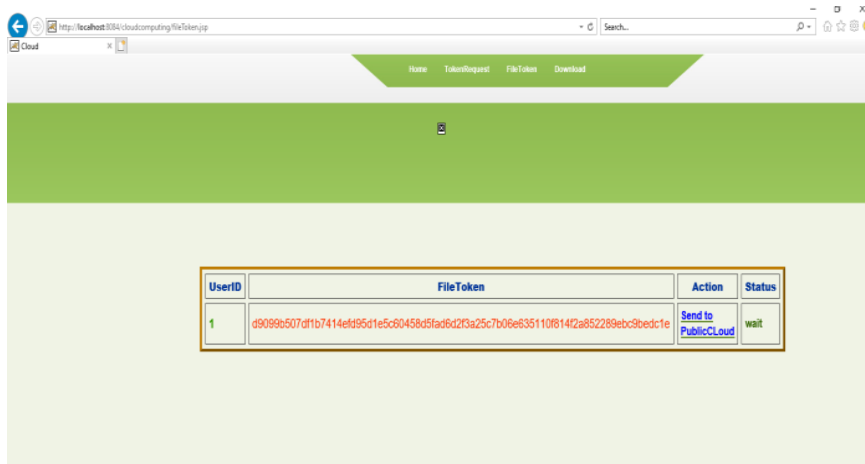 http://localhost:8084/cloudcomputing/fileToken.jsp
Search...
Cloud
Home TokenRequest FileToken Download
UserID FileToken Action Status
1 d9099b507df1b7414efd95d1e5c60458d5fad6d2f3a25c7b06e635110f814f2a852289ebc9bedc1e Send to PublicCLoud wait